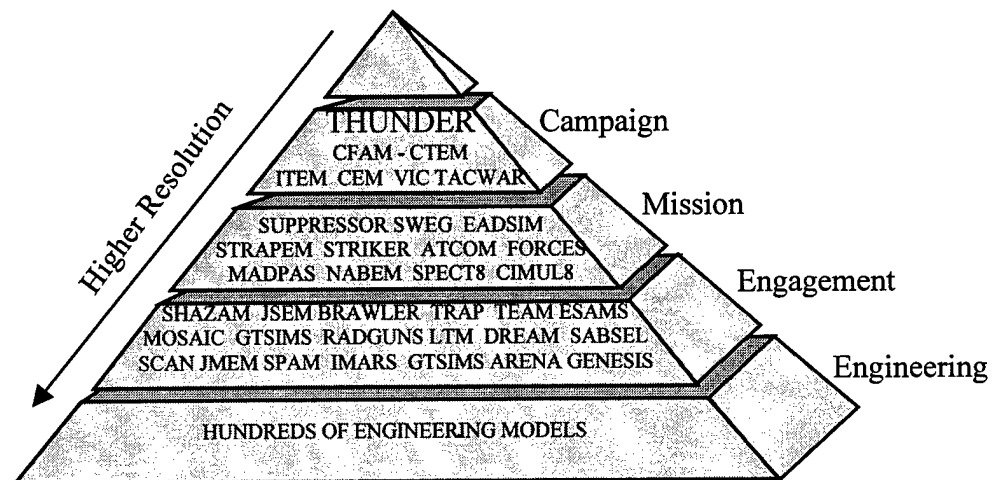 Higher Resolution
THUNDER
CFAM - CTEM
ITEM CEM VIC TACWAR
Campaign
SUPPRESSOR SWEG EADSIM
STRAPEM STRIKER ATCOM FORCES
MADPAS NABEM SPECT8 CIMUL8
Mission
SHAZAM JSEM BRAWLER TRAP TEAM ESAMS
MOSAIC GTSIMS RADGUNS LTM DREAM SABSEL
SCAN JMEM SPAM IMARS GTSIMS ARENA GENESIS
Engagement
HUNDREDS OF ENGINEERING MODELS
Engineering